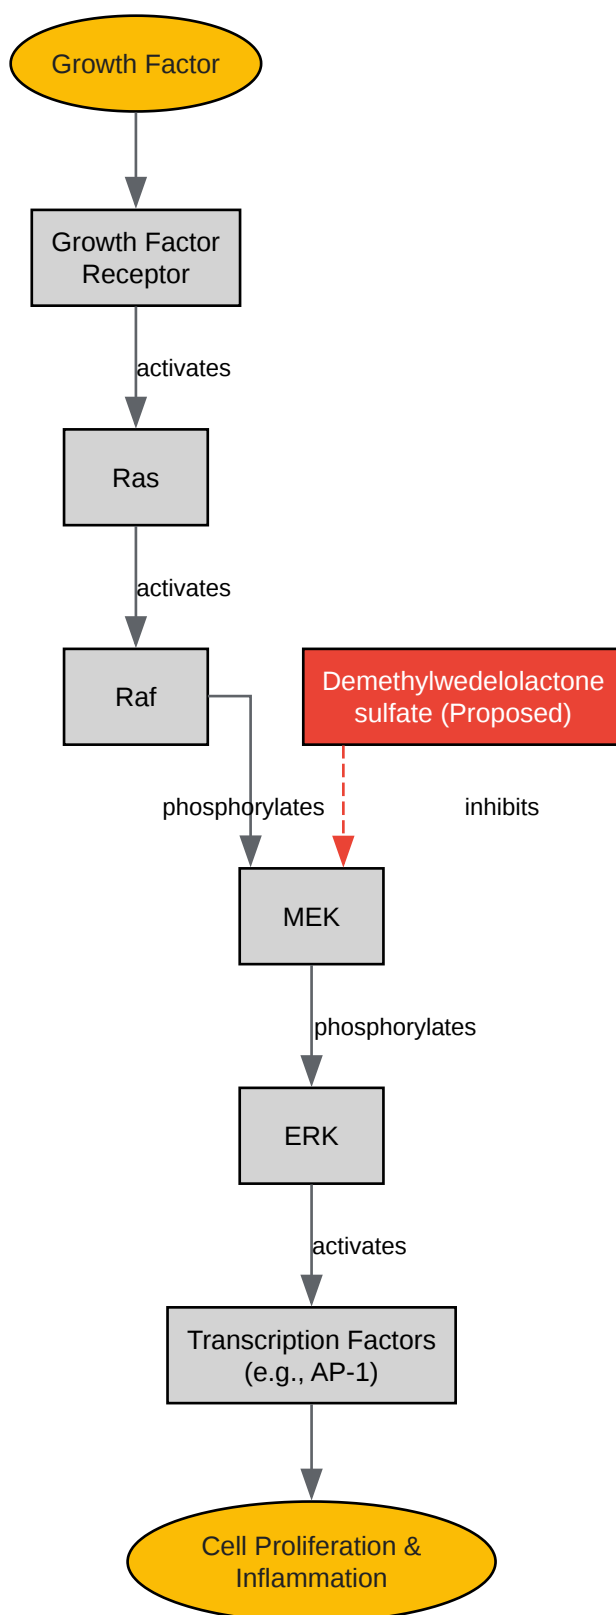 Growth Factor
Growth Factor
Receptor
activates
Ras
activates
Raf
Demethylwedelolactone
sulfate (Proposed)
phosphorylates
inhibits
MEK
phosphorylates
ERK
activates
Transcription Factors
(e.g., AP-1)
Cell Proliferation &
Inflammation